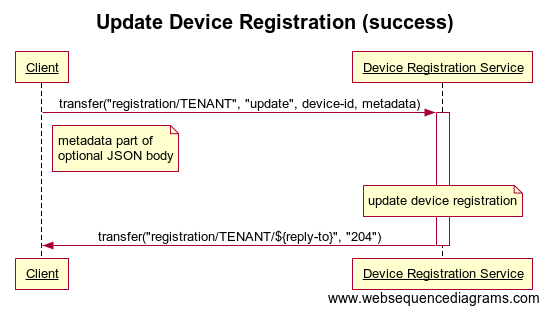 Update Device Registration (success)
Client
Device Registration Service
transfer("registration/TENANT", "update", device-id, metadata)
metadata part of
optional JSON body
update device registration
transfer("registration/TENANT/${reply-to}", "204")
Client
Device Registration Service
www.websequencediagrams.com